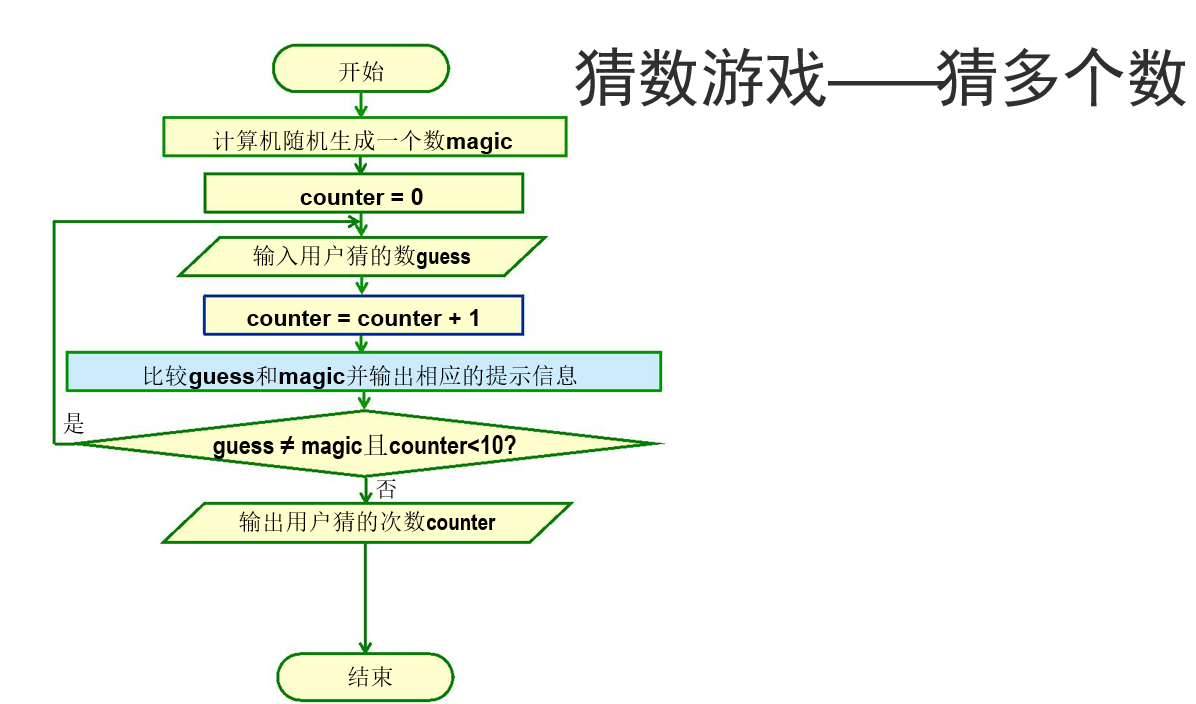 猜数游戏——猜多个数
开始
计算机随机生成一个数magic
counter = 0
输入用户猜的数guess
counter = counter + 1
比较guess和magic并输出相应的提示信息
是
guess ≠ magic且counter<10?
否
输出用户猜的次数counter
结束